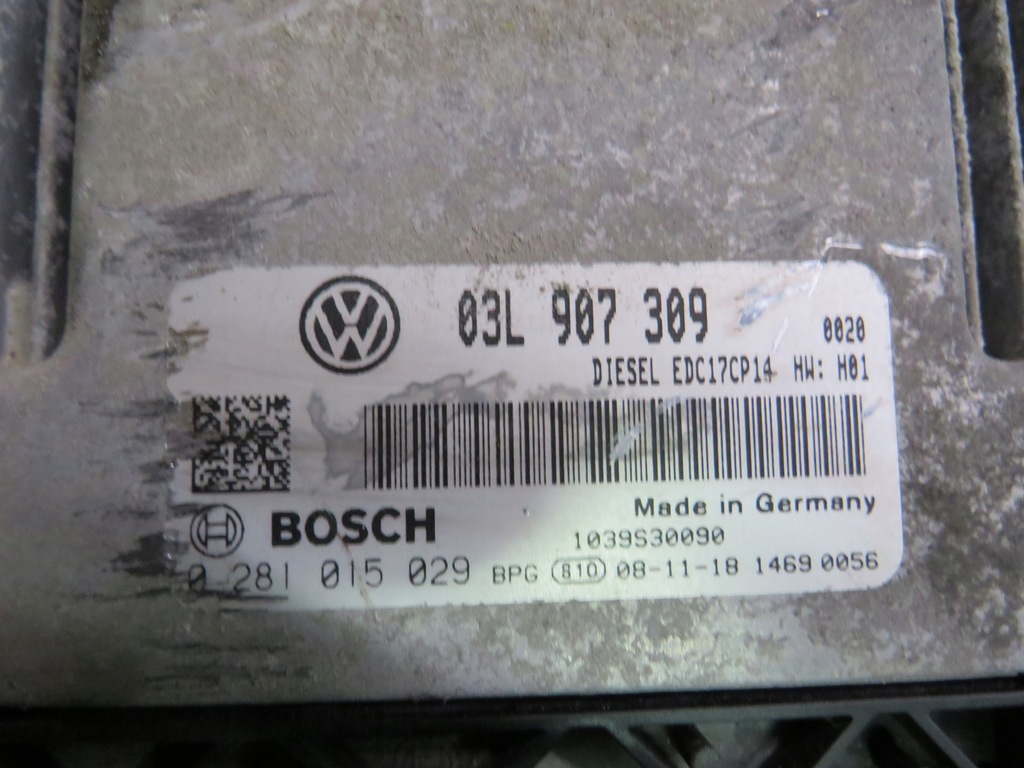 03L 907 309
0020
DIESEL EDC17CP14 HW: H01
Made in Germany
BOSCH
1039S30090
0 281 015 029 BPG 810 08-11-18 1469 0056